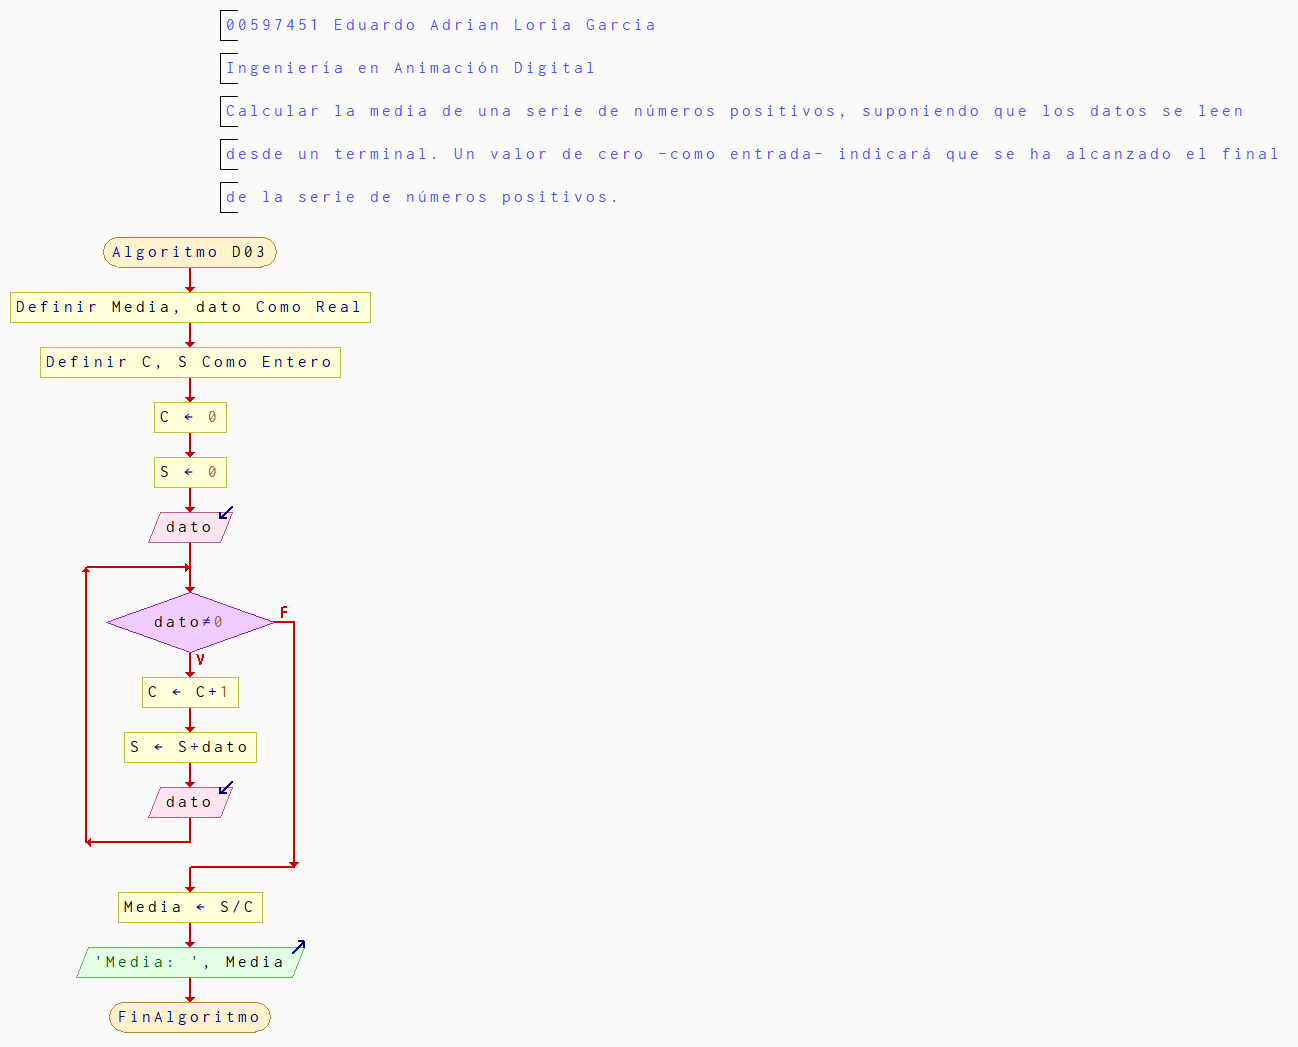 00597451 Eduardo Adrian Loria Garcia
Ingeniería en Animación Digital
Calcular la media de una serie de números positivos, suponiendo que los datos se leen
desde un terminal. Un valor de cero –como entrada– indicará que se ha alcanzado el final
de la serie de números positivos.
Algoritmo D03
Definir Media, dato Como Real
Definir C, S Como Entero
C ← 0
S ← 0
dato
dato≠0
F
V
C ← C+1
S ← S+dato
dato
Media ← S/C
'Media: ', Media
FinAlgoritmo